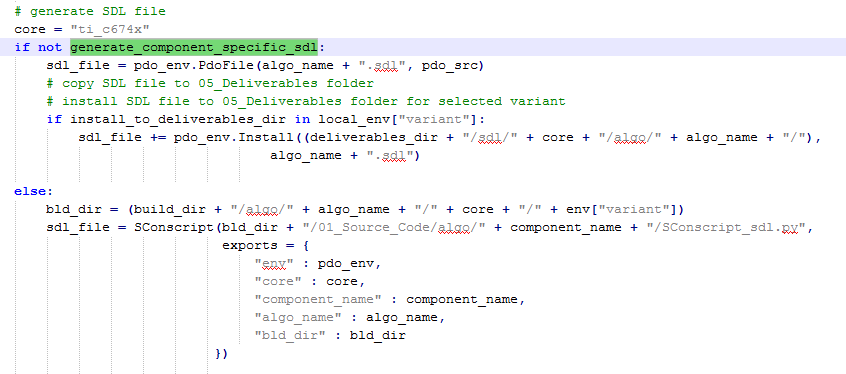 # generate SDL file
core = "ti_c674x"
if not generate_component_specific_sdl:
    sdl_file = pdo_env.PdoFile(algo_name + ".sdl", pdo_src)
    # copy SDL file to 05_Deliverables folder
    # install SDL file to 05_Deliverables folder for selected variant
    if install_to_deliverables_dir in local_env["variant"]:
        sdl_file += pdo_env.Install((deliverables_dir + "/sdl/" + core + "/algo/" + algo_name + "/"),
                                algo_name + ".sdl")
else:
    bld_dir = (build_dir + "/algo/" + algo_name + "/" + core + "/" + env["variant"])
    sdl_file = SConscript(bld_dir + "/01_Source_Code/algo/" + component_name + "/SConscript_sdl.py",
                          exports = {
                              "env" : pdo_env,
                              "core" : core,
                              "component_name" : component_name,
                              "algo_name" : algo_name,
                              "bld_dir" : bld_dir
                         })